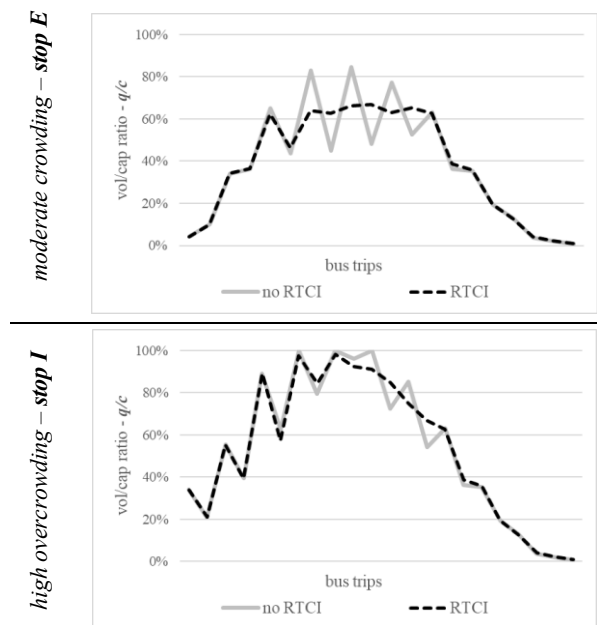 moderate crowding – stop E
vol/cap ratio - q/c
100%
80%
60%
40%
20%
0%
bus trips
no RTCI
RTCI
high overcrowding – stop I
vol/cap ratio - q/c
100%
80%
60%
40%
20%
0%
bus trips
no RTCI
RTCI